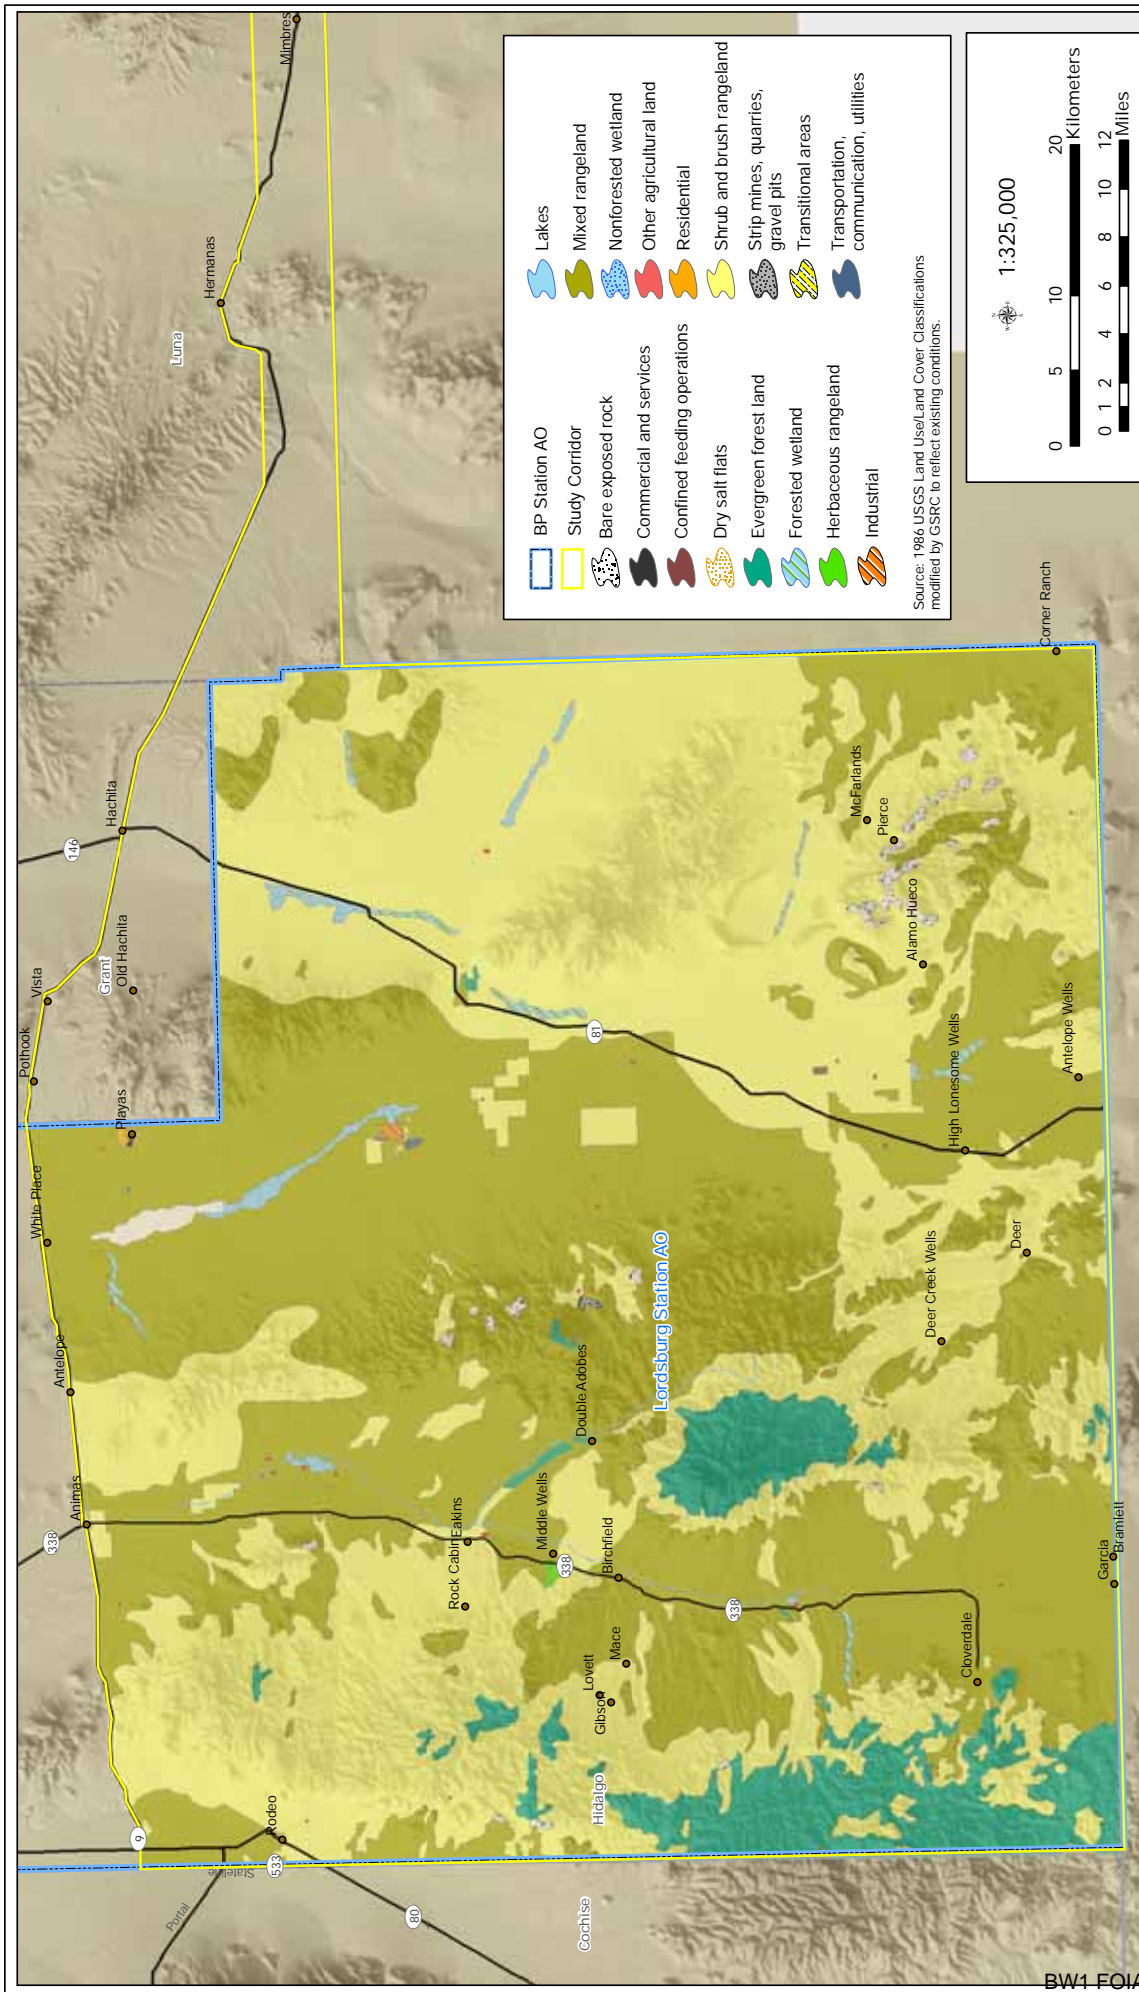 Mimbres
Hermanas
Luna
Hachita
146
Vista
Grant
Old Hachita
Pothook
Playas
White Place
Antelope
Animas
338
9
Rodeo
533
Stateline
Portal
80
Cochise
Hidalgo
81
Lordsburg Station AO
Double Adobes
Eakins
Rock Cabin
Middle Wells
338
Birchfield
338
Mace
Lovett
Gibson
Cloverdale
Garcia
Bramlett
Deer Creek Wells
Deer
High Lonesome Wells
Antelope Wells
Alamo Hueco
Pierce
McFarlands
Corner Ranch
BP Station AO
Study Corridor
Bare exposed rock
Commercial and services
Confined feeding operations
Dry salt flats
Evergreen forest land
Forested wetland
Herbaceous rangeland
Industrial
Lakes
Mixed rangeland
Nonforested wetland
Other agricultural land
Residential
Shrub and brush rangeland
Strip mines, quarries,
gravel pits
Transitional areas
Transportation,
communication, utilities
Source: 1986 USGS Land Use/Land Cover Classifications
modified by GSRC to reflect existing conditions.
N
W E
S
1:325,000
0 5 10 20
Kilometers
0 1 2 4 6 8 10 12
Miles
BW1 FOIA